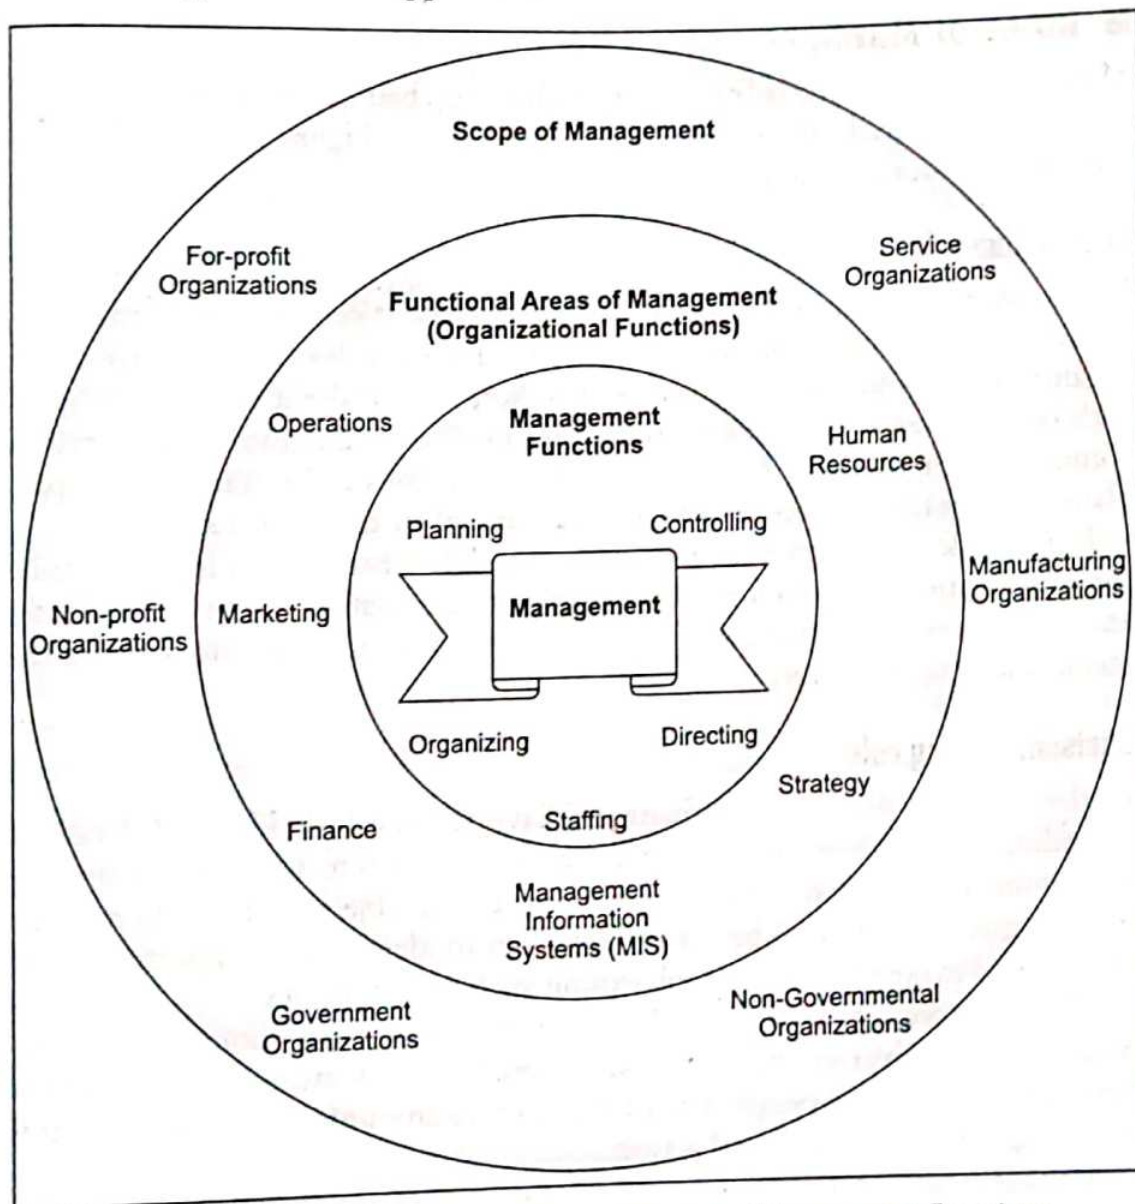 Scope of Management
For-profit
Organizations
Service
Organizations
Functional Areas of Management
(Organizational Functions)
Operations
Management
Functions
Human
Resources
Planning
Controlling
Non-profit
Organizations
Marketing
Management
Manufacturing
Organizations
Organizing
Directing
Strategy
Finance
Staffing
Management
Information
Systems (MIS)
Government
Organizations
Non-Governmental
Organizations